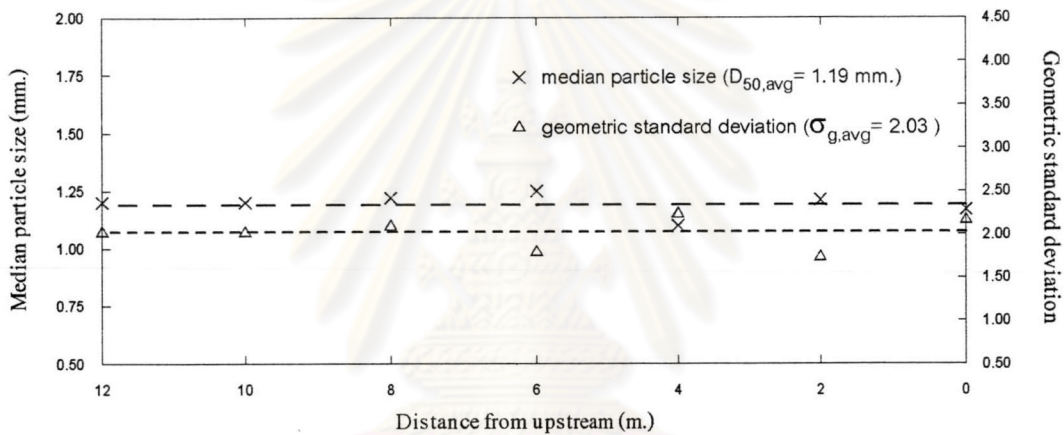 2.00
1.75
1.50
1.25
1.00
0.75
0.50
Median particle size (mm.)
4.50
4.00
3.50
3.00
2.50
2.00
1.50
1.00
0.50
Geometric standard deviation
× median particle size (D50,avg= 1.19 mm.)
△ geometric standard deviation (σg,avg= 2.03 )
12 10 8 6 4 2 0
Distance from upstream (m.)